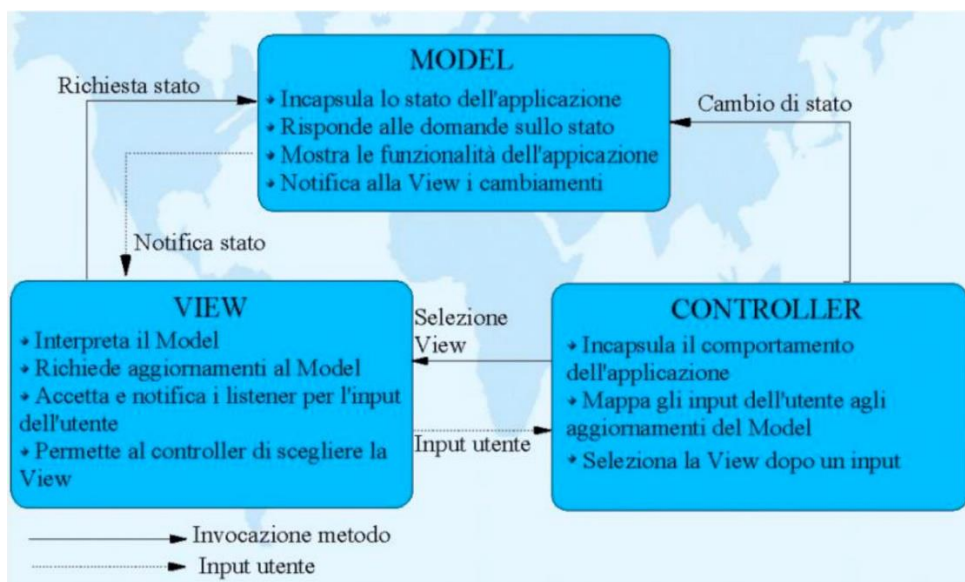 MODEL
Richiesta stato
Incapsula lo stato dell'applicazione
Risponde alle domande sullo stato
Mostra le funzionalità dell'appicazione
Notifica alla View i cambiamenti
Cambio di stato
Notifica stato
VIEW
Interpreta il Model
Richiede aggiornamenti al Model
Accetta e notifica i listener per l'input
dell'utente
Permette al controller di scegliere la
View
Selezione
View
Input utente
CONTROLLER
Incapsula il comportamento
dell'applicazione
Mappa gli input dell'utente agli
aggiornamenti del Model
Seleziona la View dopo un input
Invocazione metodo
Input utente